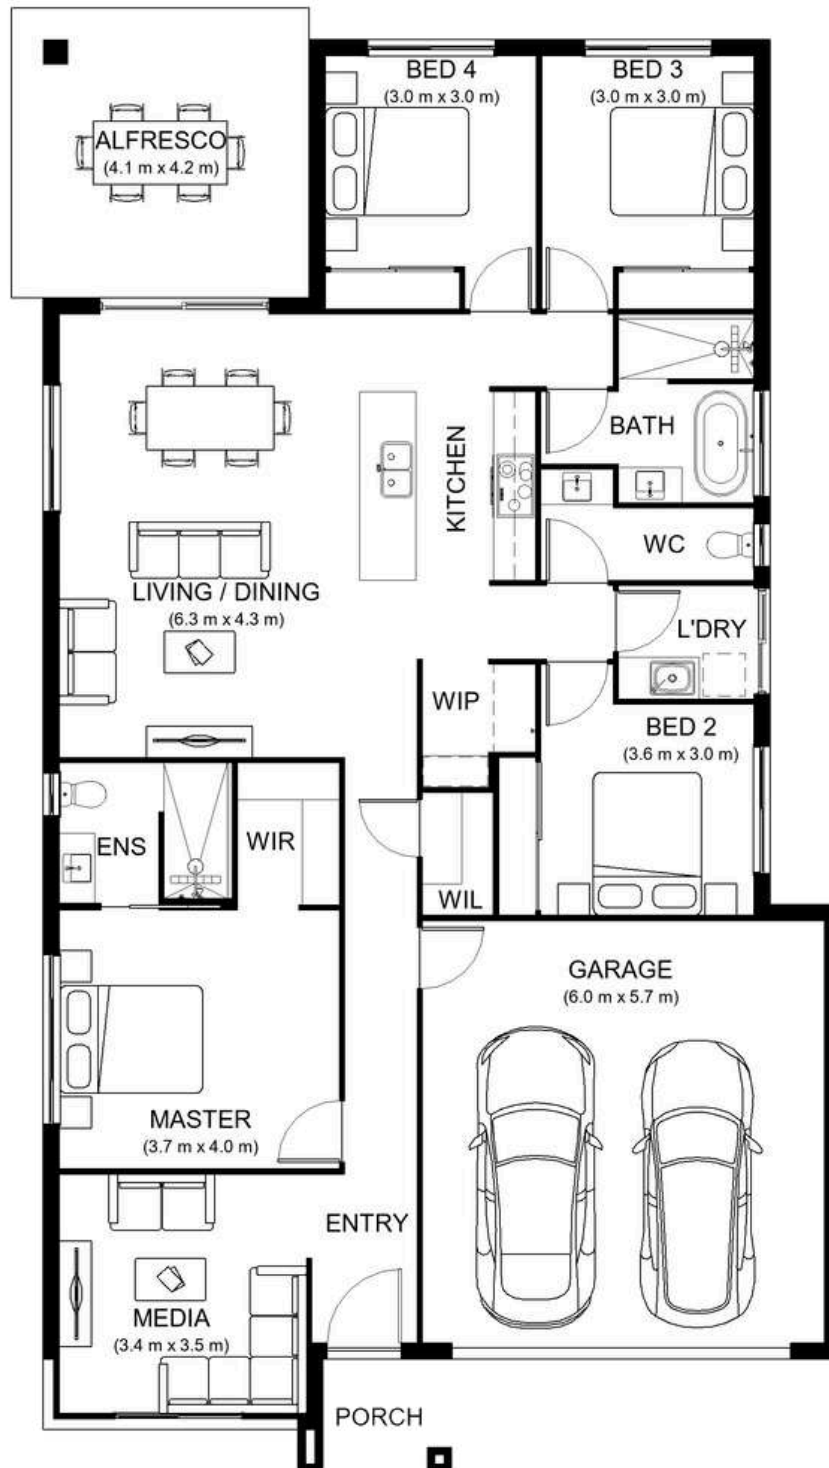 BED 4
(3.0 m x 3.0 m)
BED 3
(3.0 m x 3.0 m)
ALFRESCO
(4.1 m x 4.2 m)
BATH
KITCHEN
WC
LIVING / DINING
(6.3 m x 4.3 m)
L'DRY
WIP
BED 2
(3.6 m x 3.0 m)
ENS
WIR
WIL
GARAGE
(6.0 m x 5.7 m)
MASTER
(3.7 m x 4.0 m)
ENTRY
MEDIA
(3.4 m x 3.5 m)
PORCH